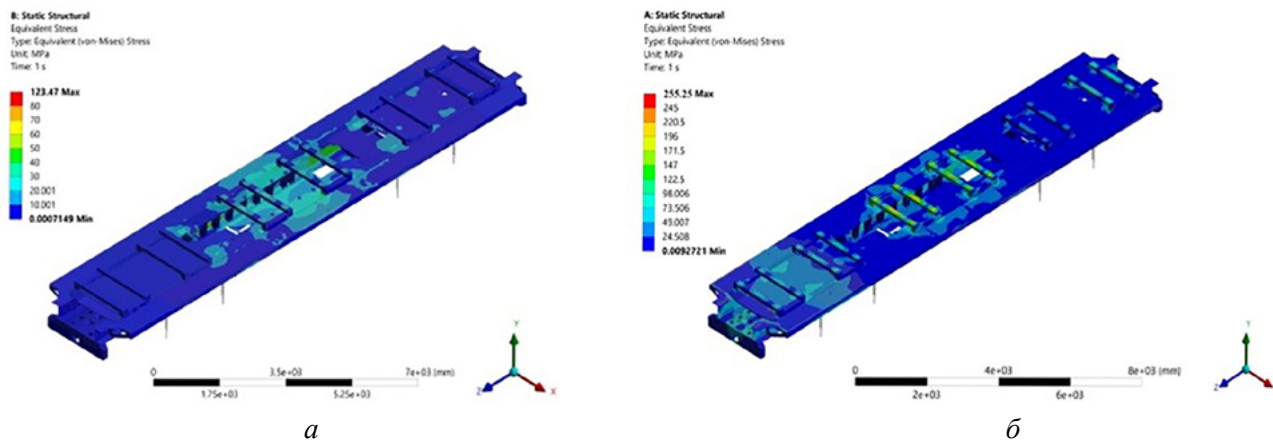 B: Static Structural
Equivalent Stress
Type: Equivalent (von-Mises) Stress
Unit: MPa
Time: 1 s
123.47 Max
80
70
60
50
40
30
20.001
10.001
0.0007149 Min
0
3.5e+03
7e+03 (mm)
1.75e+03
5.25e+03
Y
Z
X
а
A: Static Structural
Equivalent Stress
Type: Equivalent (von-Mises) Stress
Unit: MPa
Time: 1 s
255.25 Max
245
220.5
196
171.5
147
122.5
98.006
73.506
49.007
24.508
0.0092721 Min
0
4e+03
8e+03 (mm)
2e+03
6e+03
Y
Z
б